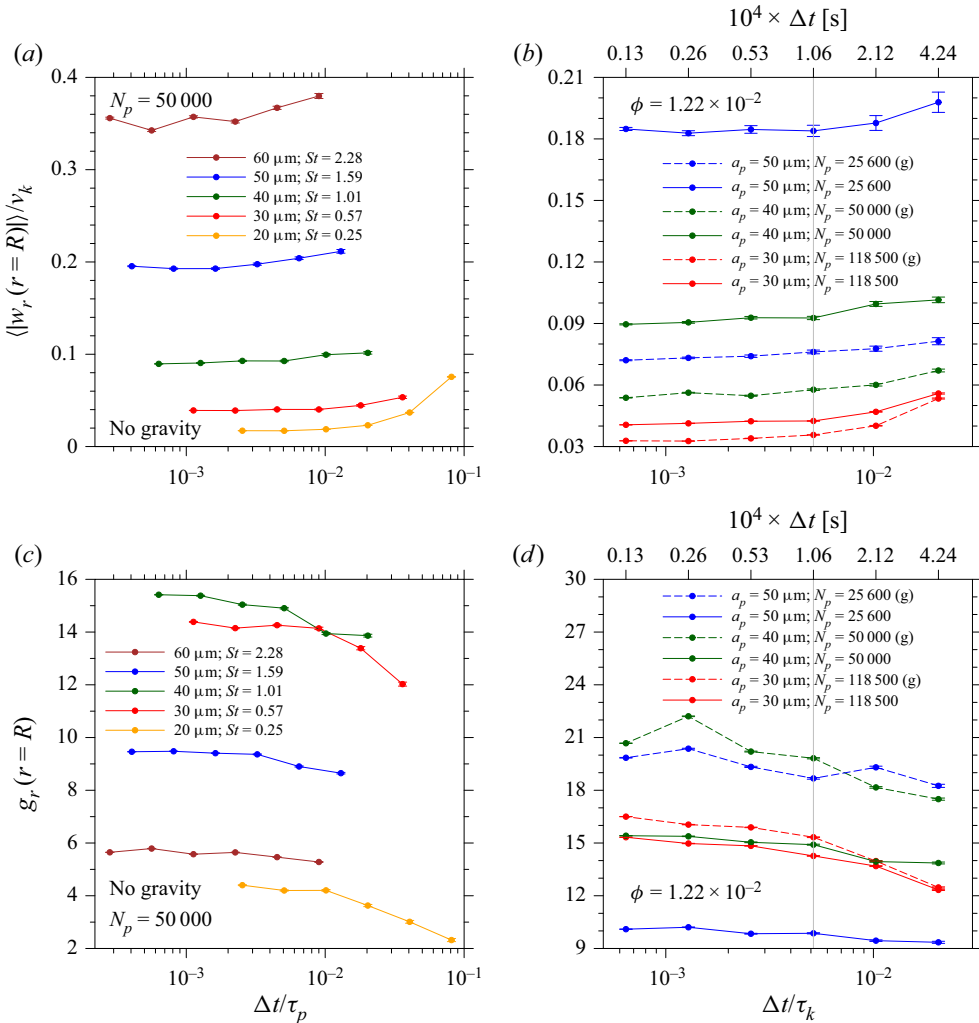 (a)
N_p = 50 000
60 μm; St = 2.28
50 μm; St = 1.59
40 μm; St = 1.01
30 μm; St = 0.57
20 μm; St = 0.25
No gravity
⟨|w_r (r = R)|⟩/v_k
0.4
0.3
0.2
0.1
0
10⁻³
10⁻²
10⁻¹
(b)
10⁴ × Δt [s]
0.13 0.26 0.53 1.06 2.12 4.24
ϕ = 1.22 × 10⁻²
a_p = 50 μm; N_p = 25 600 (g)
a_p = 50 μm; N_p = 25 600
a_p = 40 μm; N_p = 50 000 (g)
a_p = 40 μm; N_p = 50 000
a_p = 30 μm; N_p = 118 500 (g)
a_p = 30 μm; N_p = 118 500
0.21
0.18
0.15
0.12
0.09
0.06
0.03
10⁻³
10⁻²
(c)
60 μm; St = 2.28
50 μm; St = 1.59
40 μm; St = 1.01
30 μm; St = 0.57
20 μm; St = 0.25
No gravity
N_p = 50 000
g_r (r = R)
16
14
12
10
8
6
4
2
10⁻³
10⁻²
10⁻¹
Δt/τ_p
(d)
10⁴ × Δt [s]
0.13 0.26 0.53 1.06 2.12 4.24
a_p = 50 μm; N_p = 25 600 (g)
a_p = 50 μm; N_p = 25 600
a_p = 40 μm; N_p = 50 000 (g)
a_p = 40 μm; N_p = 50 000
a_p = 30 μm; N_p = 118 500 (g)
a_p = 30 μm; N_p = 118 500
ϕ = 1.22 × 10⁻²
30
27
24
21
18
15
12
9
10⁻³
10⁻²
Δt/τ_k